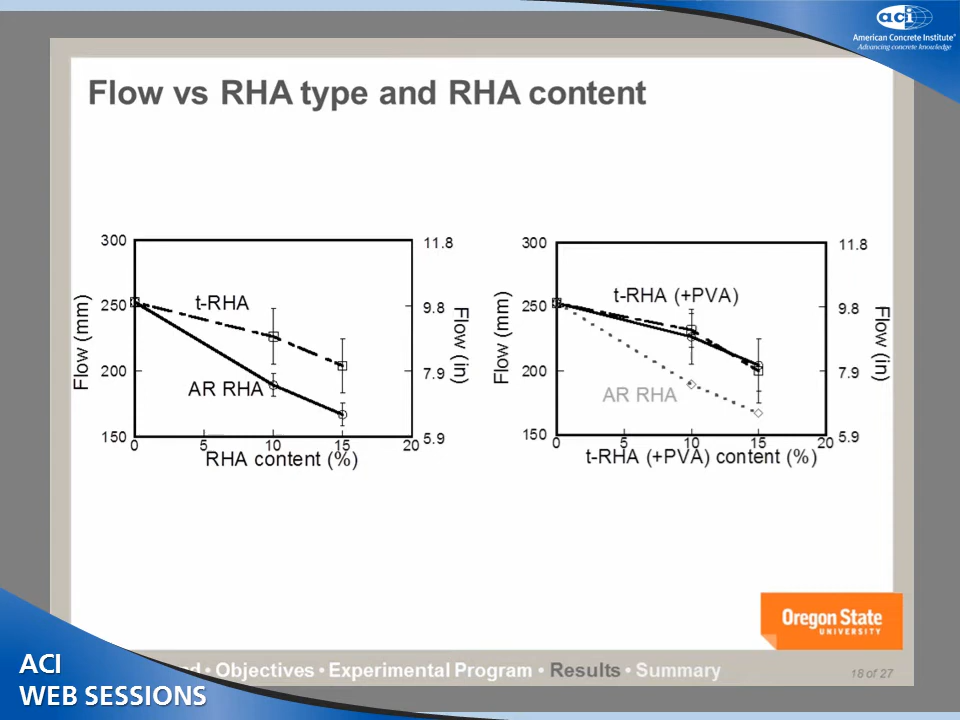 aci
American Concrete Institute®
Advancing concrete knowledge
Flow vs RHA type and RHA content
300
250
200
150
Flow (mm)
t-RHA
AR RHA
11.8
9.8
7.9
5.9
Flow (in)
0 5 10 15 20
RHA content (%)
300
250
200
150
Flow (mm)
t-RHA (+PVA)
AR RHA
11.8
9.8
7.9
5.9
Flow (in)
0 5 10 15 20
t-RHA (+PVA) content (%)
Oregon State
UNIVERSITY
• Objectives • Experimental Program • Results • Summary
18 of 27
ACI
WEB SESSIONS